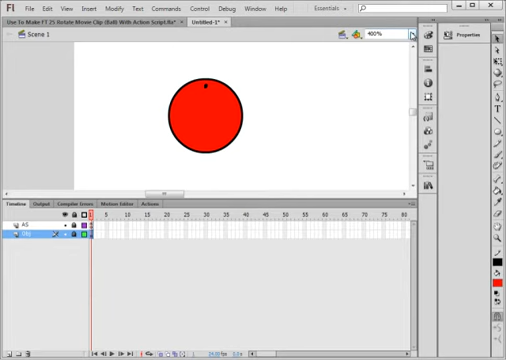 Fl File Edit View Insert Modify Text Commands Control Debug Window Help Essentials
Use To Make FT 25 Rotate Movie Clip (Ball) With Action Script.fla* × Untitled-1* ×
Scene 1 400%
Properties
Timeline Output Compiler Errors Motion Editor Actions
1 5 10 15 20 25 30 35 40 45 50 55 60 65 70 75 80
AS
Obj
1 24.00 fps 0.0 s